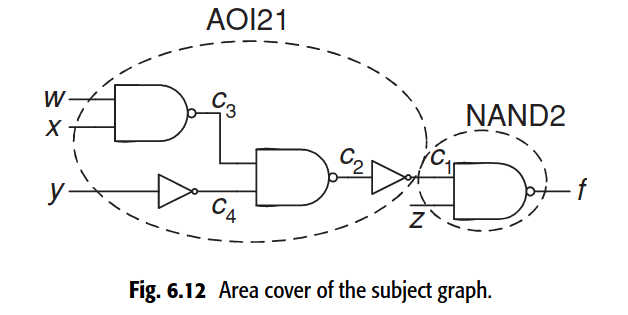 AOI21
w
x
c3
NAND2
c2
c1
y
c4
z
f
Fig. 6.12 Area cover of the subject graph.